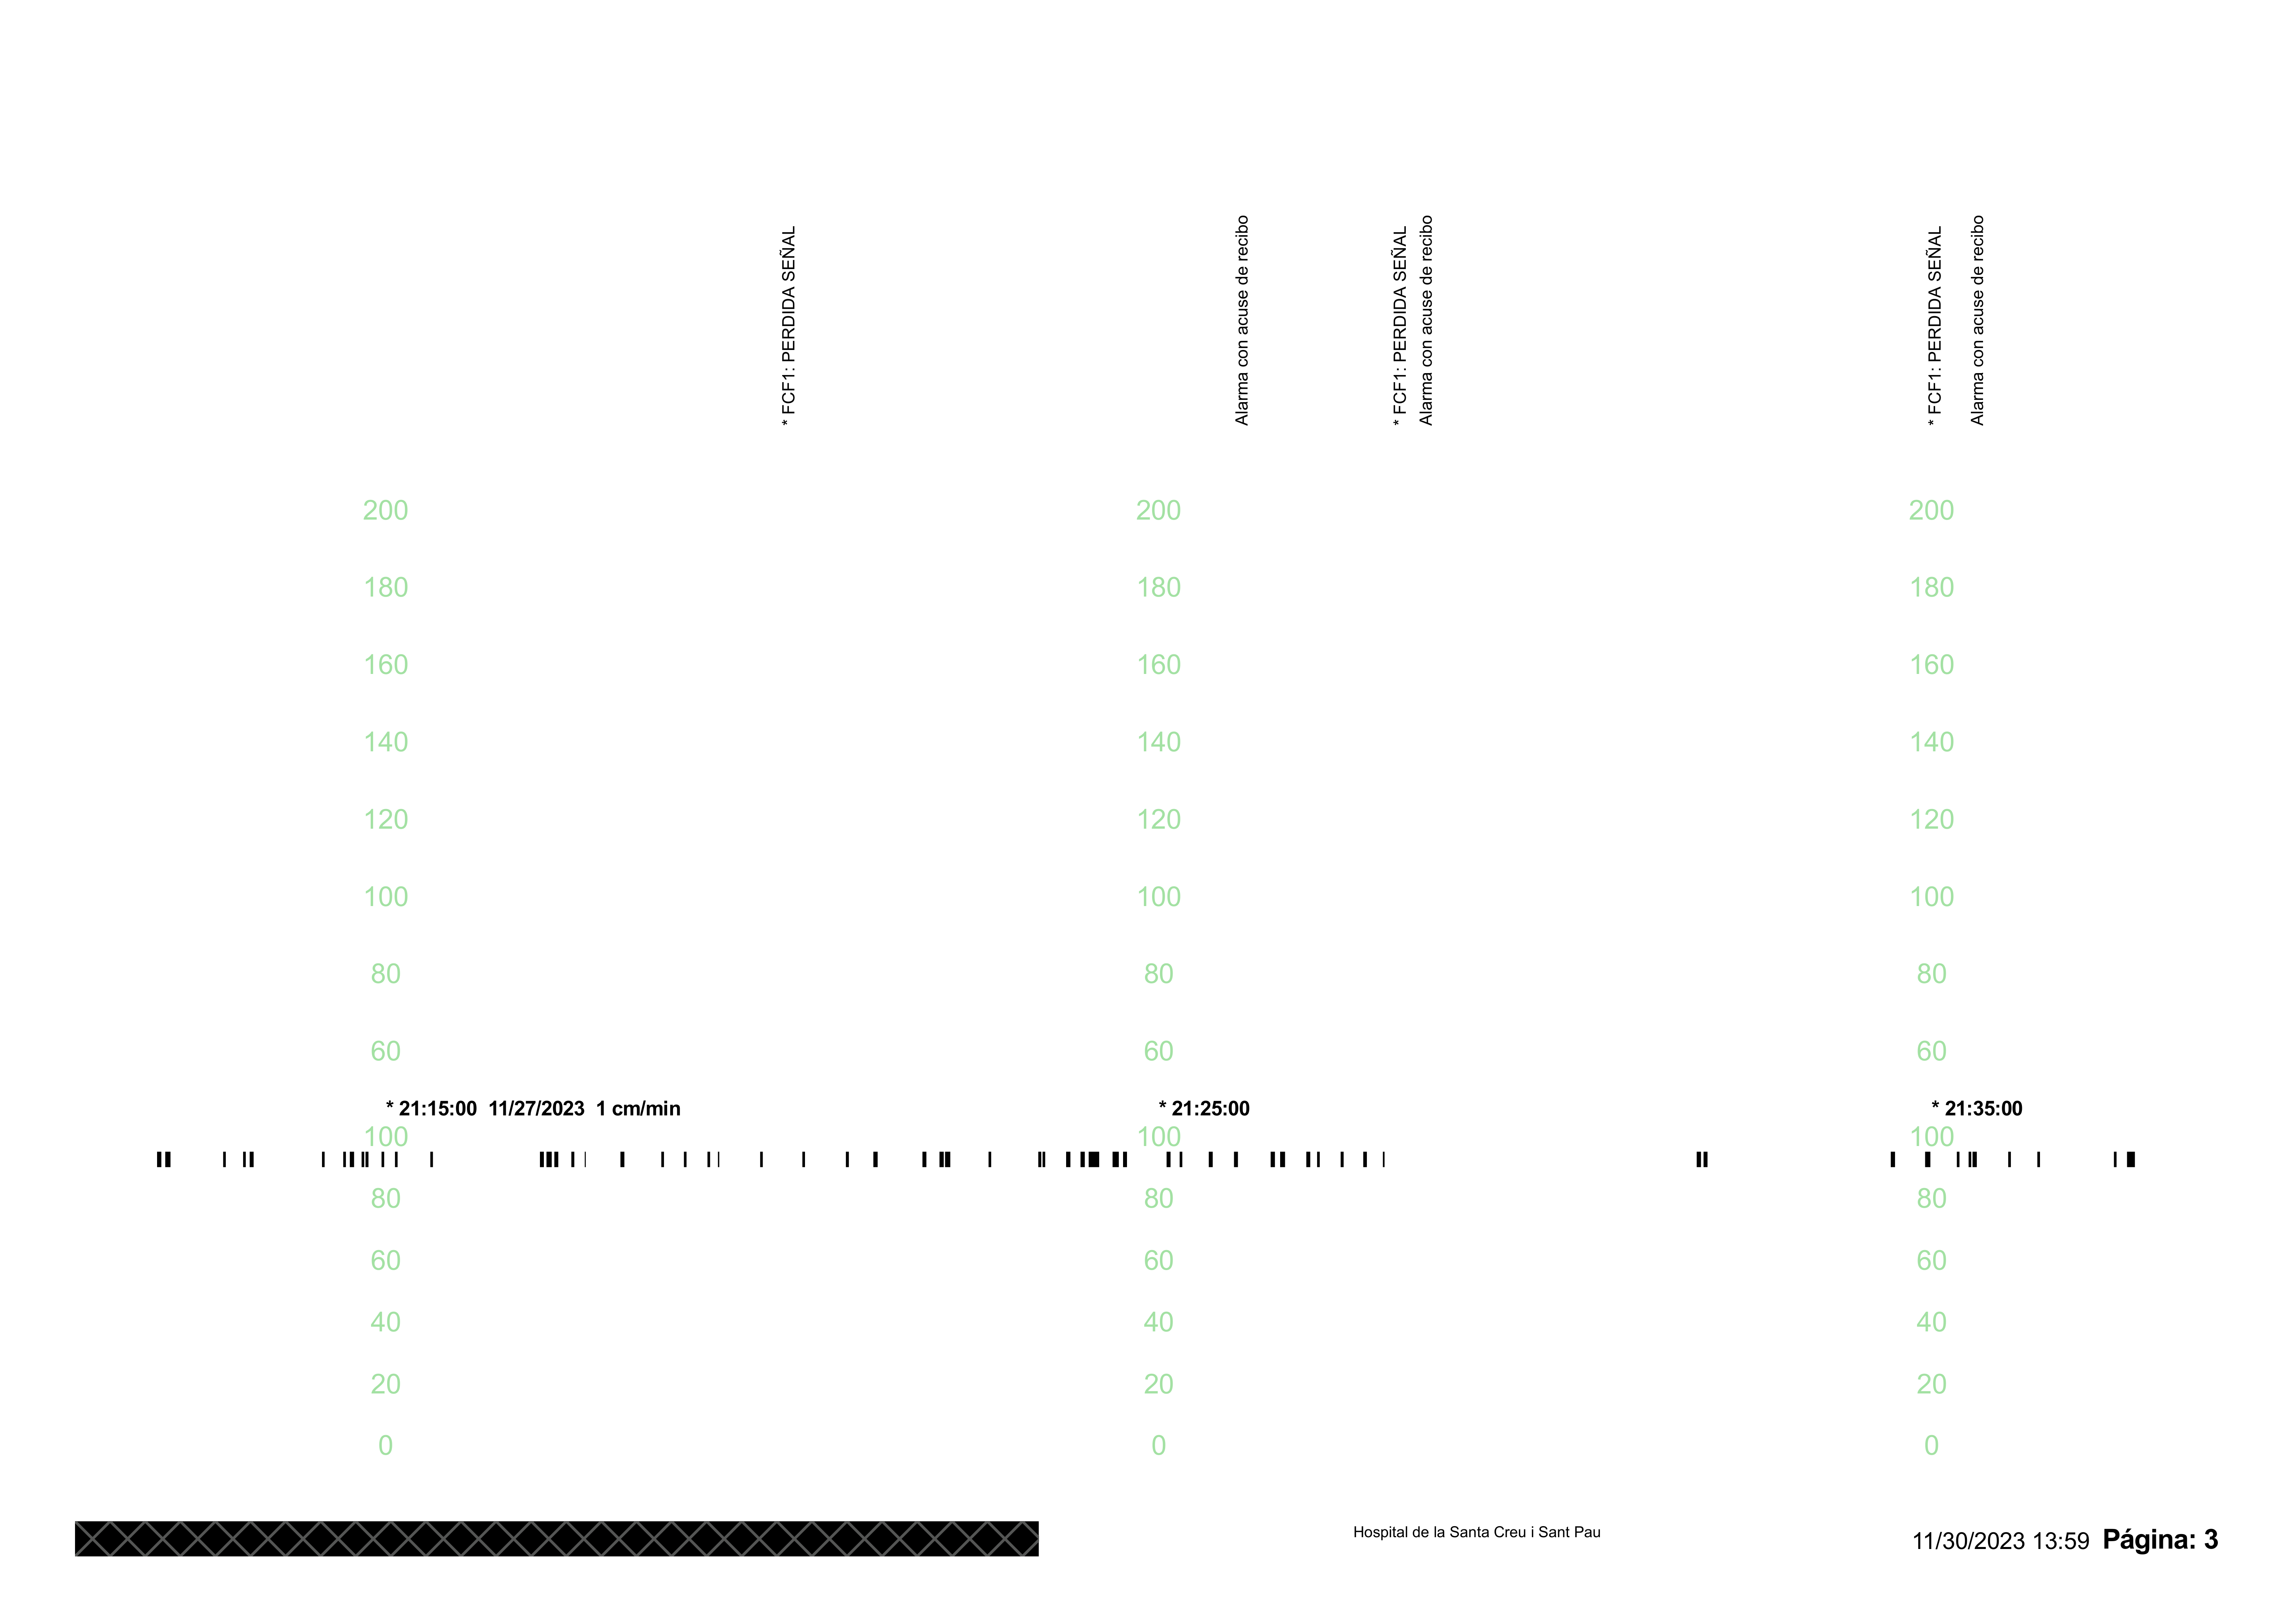 * FCF1: PERDIDA SEÑAL
Alarma con acuse de recibo
* FCF1: PERDIDA SEÑAL
Alarma con acuse de recibo
* FCF1: PERDIDA SEÑAL
Alarma con acuse de recibo
200 200 200
180 180 180
160 160 160
140 140 140
120 120 120
100 100 100
80 80 80
60 60 60
* 21:15:00 11/27/2023 1 cm/min * 21:25:00 * 21:35:00
100 100 100
80 80 80
60 60 60
40 40 40
20 20 20
0 0 0
Hospital de la Santa Creu i Sant Pau
11/30/2023 13:59 Página: 3